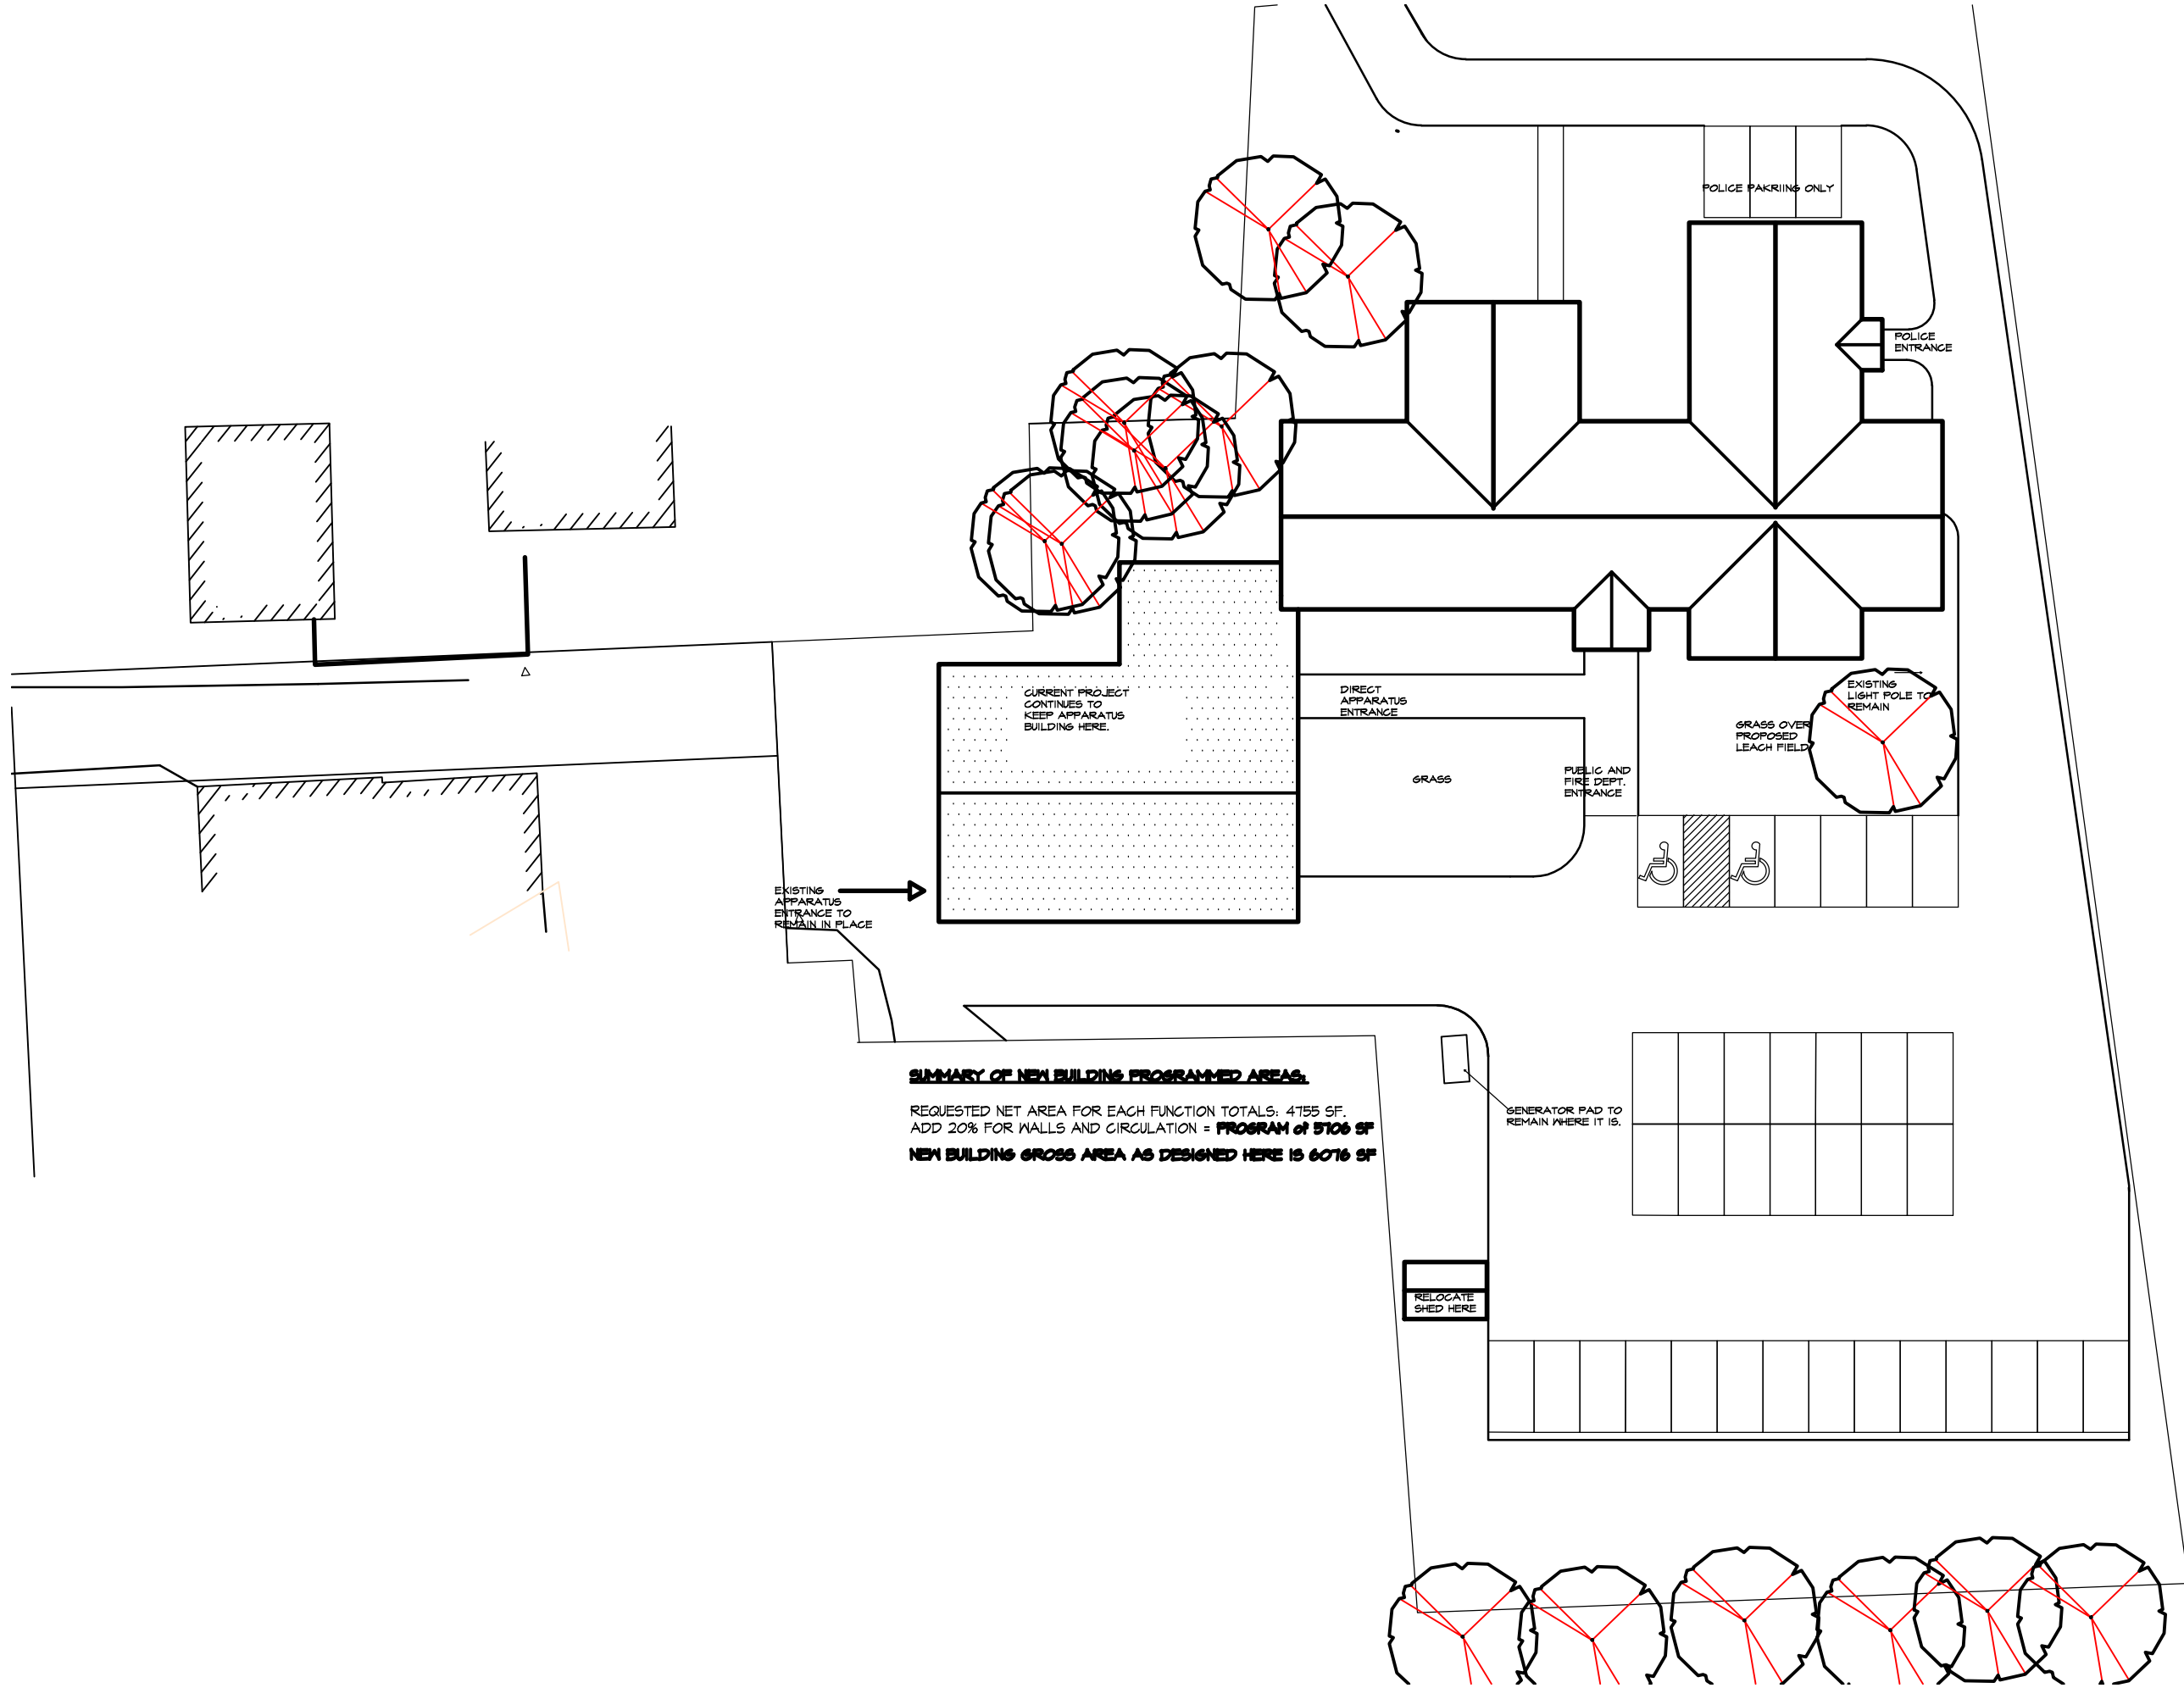 POLICE PAKRIING ONLY
POLICE
ENTRANCE
CURRENT PROJECT
CONTINUES TO
KEEP APPARATUS
BUILDING HERE.
DIRECT
APPARATUS
ENTRANCE
EXISTING
LIGHT POLE TO
REMAIN
GRASS OVER
PROPOSED
LEACH FIELD
GRASS
PUBLIC AND
FIRE DEPT.
ENTRANCE
EXISTING
APPARATUS
ENTRANCE TO
REMAIN IN PLACE
SUMMARY OF NEW BUILDING PROGRAMMED AREAS:
REQUESTED NET AREA FOR EACH FUNCTION TOTALS: 4755 SF.
ADD 20% FOR WALLS AND CIRCULATION = PROGRAM of 5706 SF
NEW BUILDING GROSS AREA AS DESIGNED HERE IS 6076 SF
GENERATOR PAD TO
REMAIN WHERE IT IS.
RELOCATE
SHED HERE